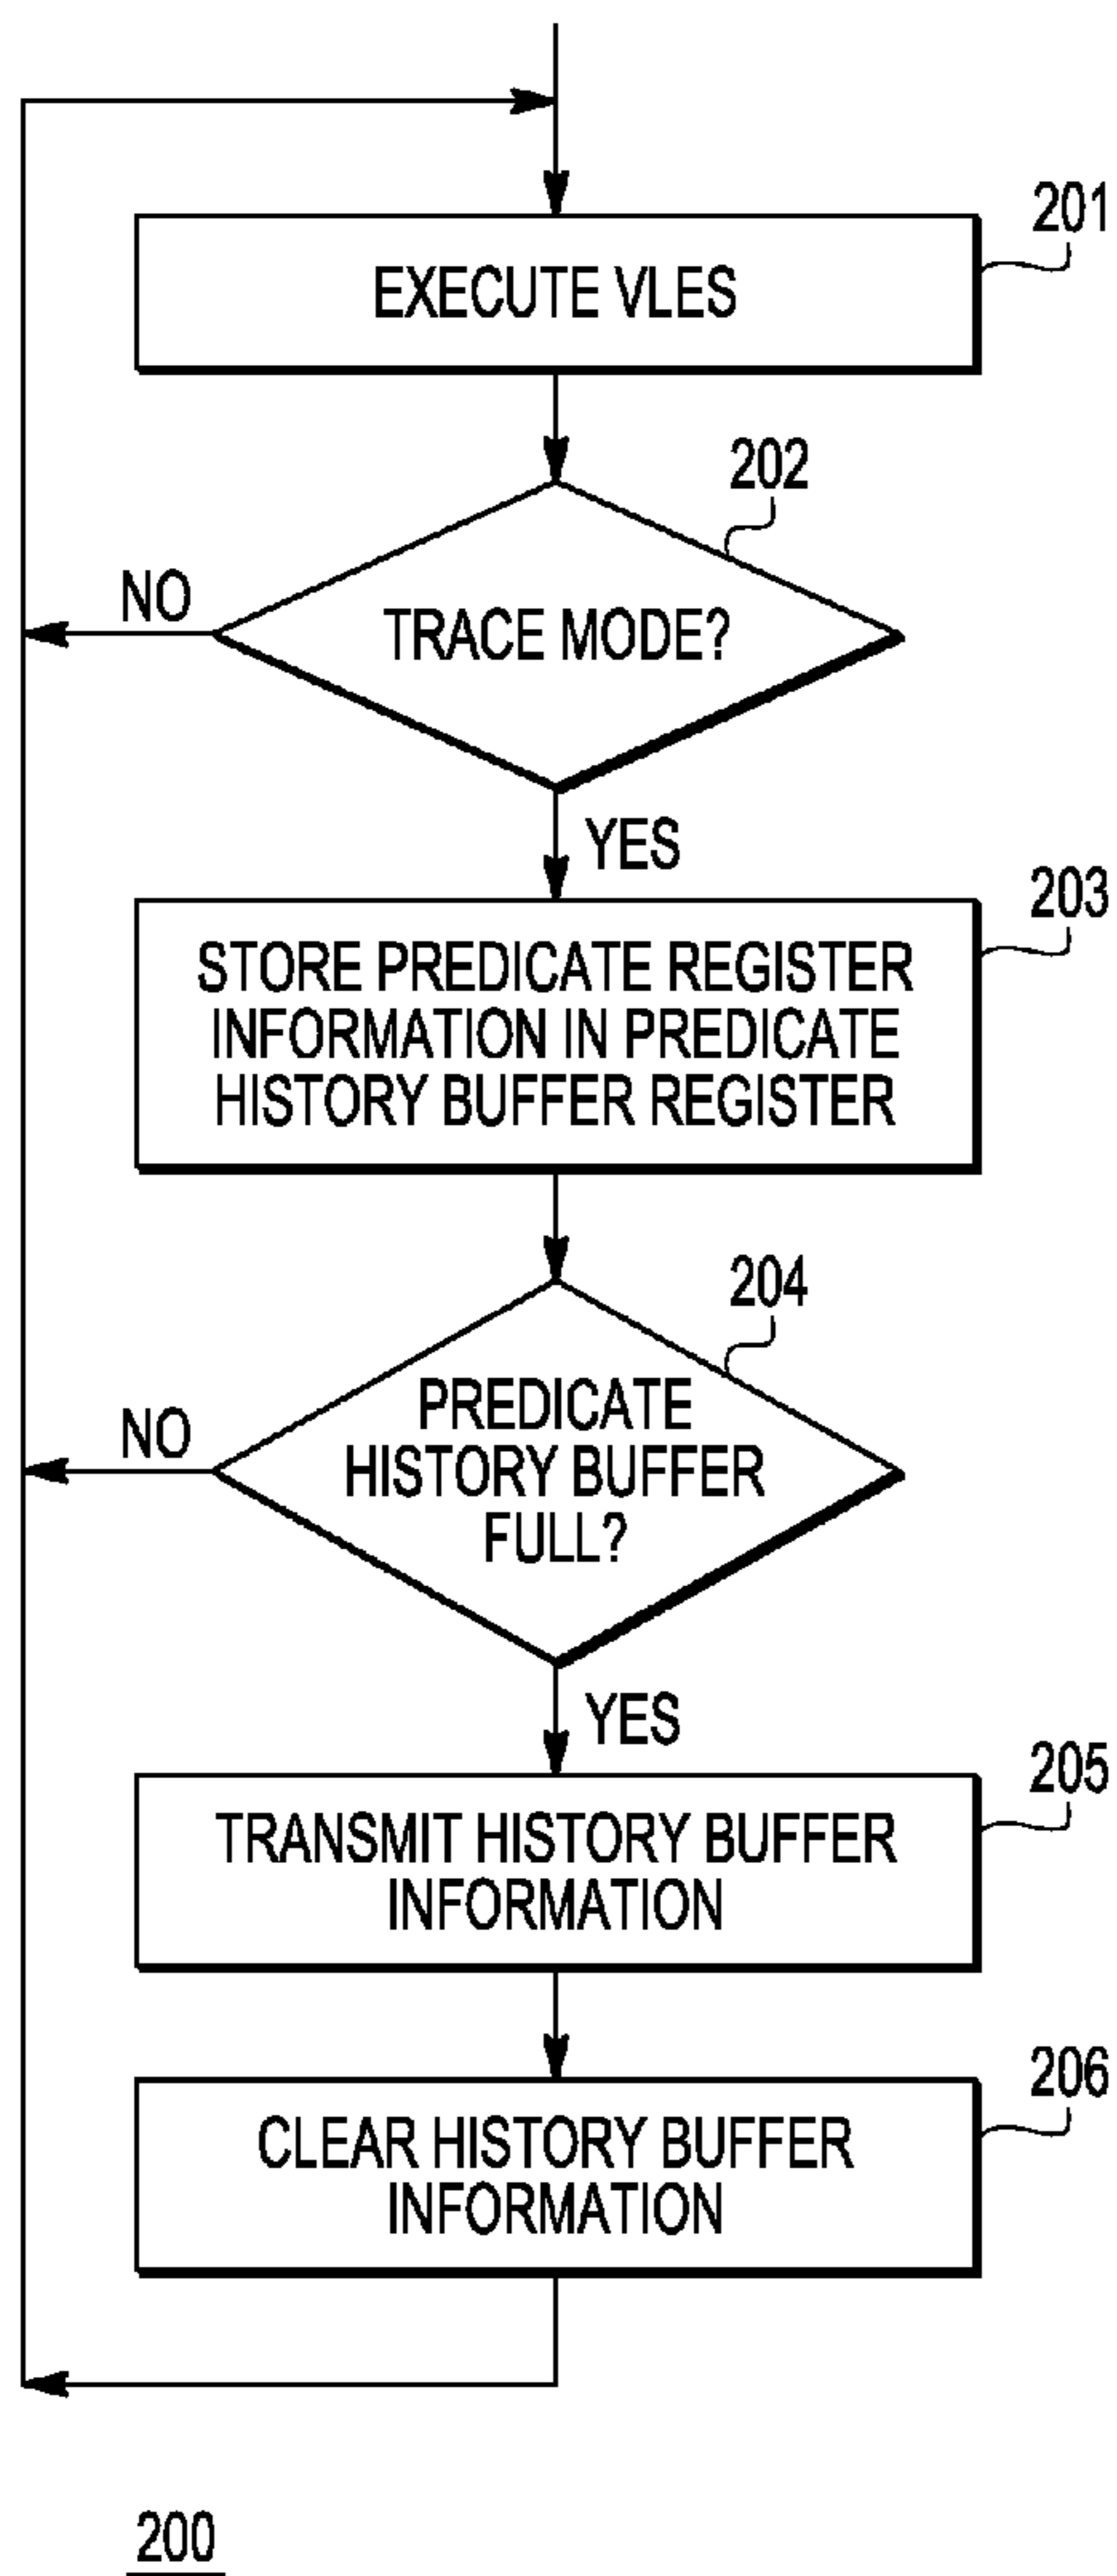 201
EXECUTE VLES
202
NO
TRACE MODE?
YES
203
STORE PREDICATE REGISTER
INFORMATION IN PREDICATE
HISTORY BUFFER REGISTER
204
NO
PREDICATE
HISTORY BUFFER
FULL?
YES
205
TRANSMIT HISTORY BUFFER
INFORMATION
206
CLEAR HISTORY BUFFER
INFORMATION
200